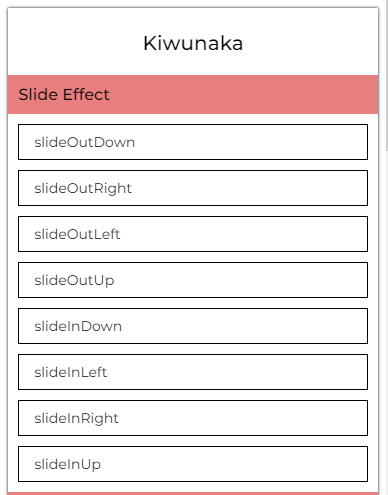 Kiwunaka
Slide Effect
slideOutDown
slideOutRight
slideOutLeft
slideOutUp
slideInDown
slideInLeft
slideInRight
slideInUp